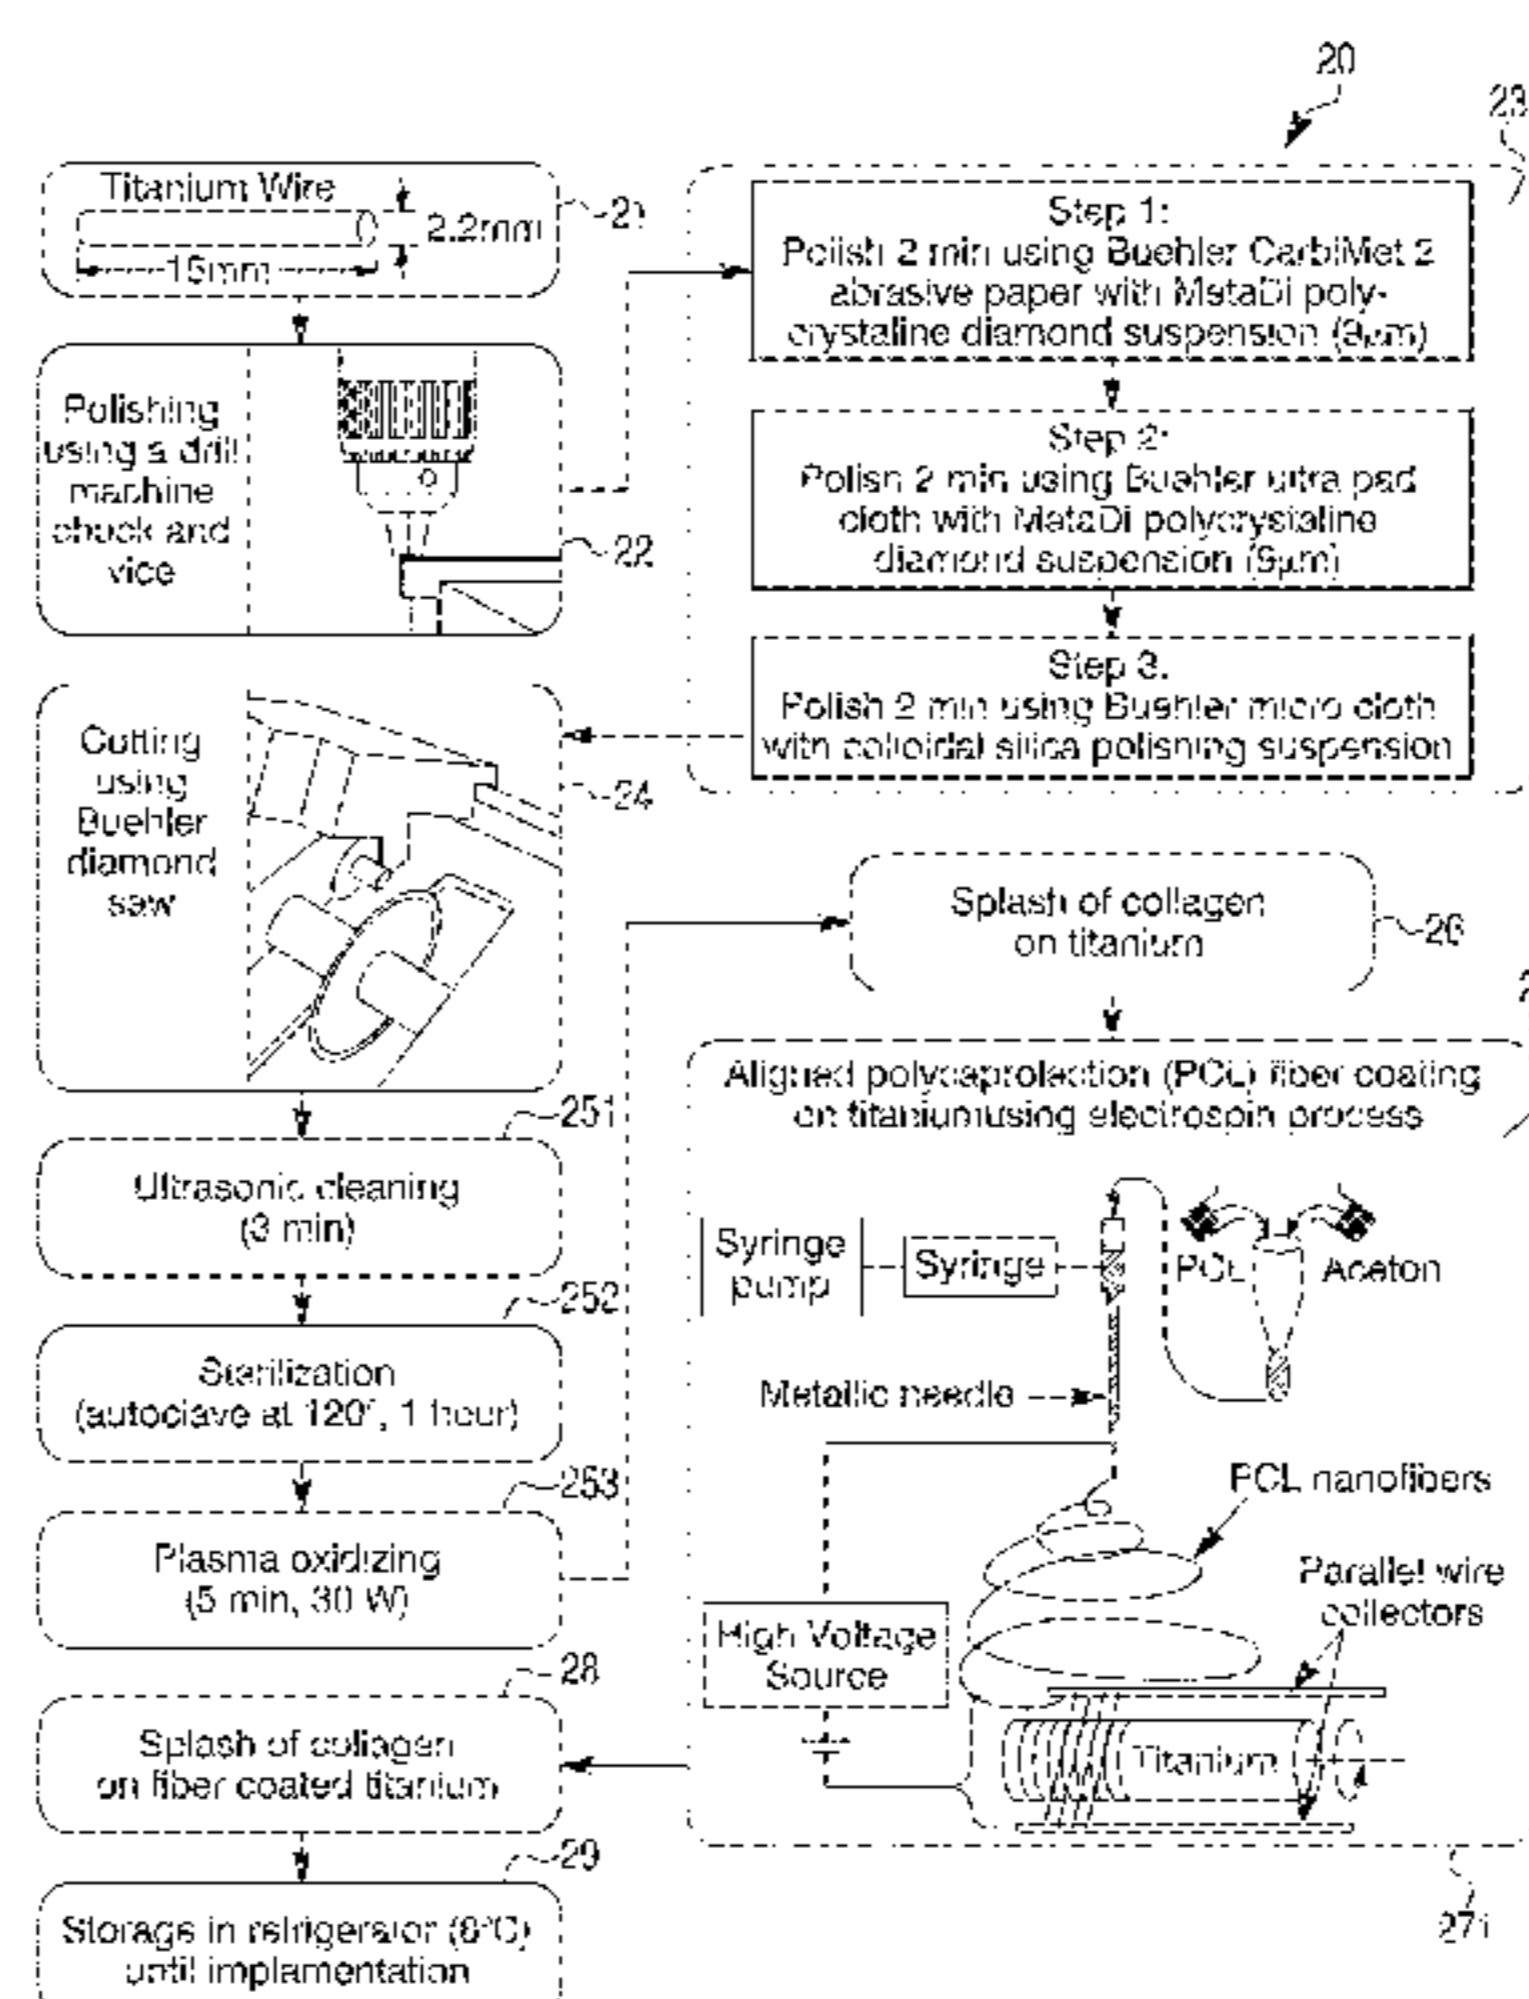 20
23
Titanium Wire
2.2mm
15mm
21
Step 1:
Polish 2 min using Buehler CarbiMet 2
abrasive paper with MetaDi poly-
crystaline diamond suspension (9μm)
Polishing
using a drill
machine
chuck and
vice
22
Step 2:
Polish 2 min using Buehler ultra pad
cloth with MetaDi polycrystaline
diamond suspension
Step 3.
Polish 2 min using Buehler micro cloth
with colloidal silica polishing suspension
Cutting
using
Buehler
diamond
saw
24
Splash of collagen
on titanium
26
Aligned polycaprolaction (PCL) fiber coating
on titaniumusing electrospin process
251
Ultrasonic cleaning
(3 min)
Syringe
pump
Syringe
PCL
Aceton
252
Sterilization
(autoclave at 120°, 1 hour)
Metallic needle
253
Plasma oxidizing
(5 min, 30 W)
PCL nanofibers
Parallel wire
collectors
High Voltage
Source
Titanium
28
Splash of collagen
on fiber coated titanium
29
Storage in refrigerator (8°C)
until implamentation
271